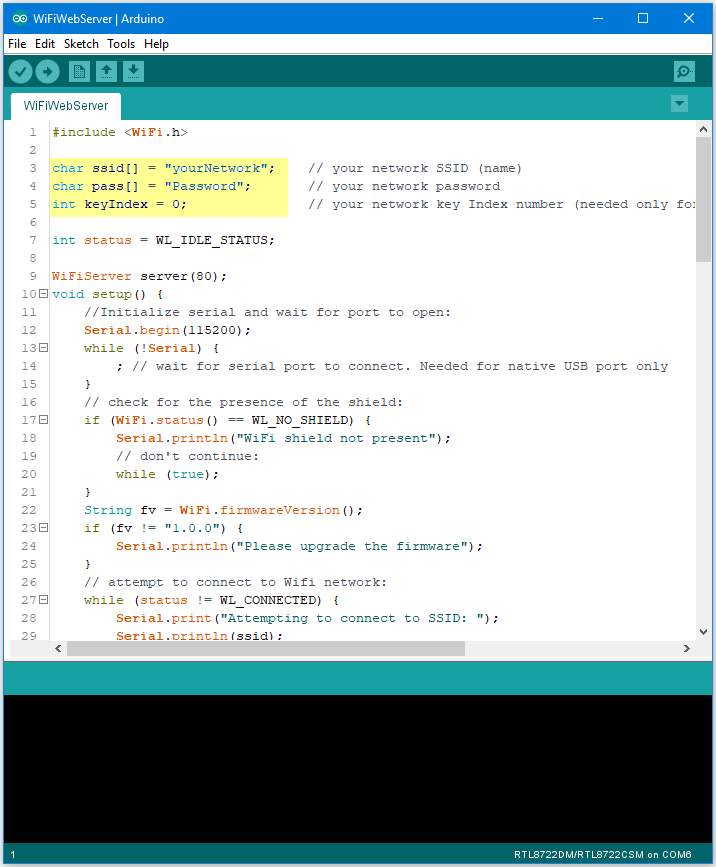 WiFiWebServer | Arduino
File Edit Sketch Tools Help
WiFiWebServer
1 #include <WiFi.h>
2
3 char ssid[] = "yourNetwork"; // your network SSID (name)
4 char pass[] = "Password"; // your network password
5 int keyIndex = 0; // your network key Index number (needed only fo
6
7 int status = WL_IDLE_STATUS;
8
9 WiFiServer server(80);
10 void setup() {
11 //Initialize serial and wait for port to open:
12 Serial.begin(115200);
13 while (!Serial) {
14 ; // wait for serial port to connect. Needed for native USB port only
15 }
16 // check for the presence of the shield:
17 if (WiFi.status() == WL_NO_SHIELD) {
18 Serial.println("WiFi shield not present");
19 // don't continue:
20 while (true);
21 }
22 String fv = WiFi.firmwareVersion();
23 if (fv != "1.0.0") {
24 Serial.println("Please upgrade the firmware");
25 }
26 // attempt to connect to Wifi network:
27 while (status != WL_CONNECTED) {
28 Serial.print("Attempting to connect to SSID: ");
29 Serial.println(ssid);
1 RTL8722DM/RTL8722CSM on COM6